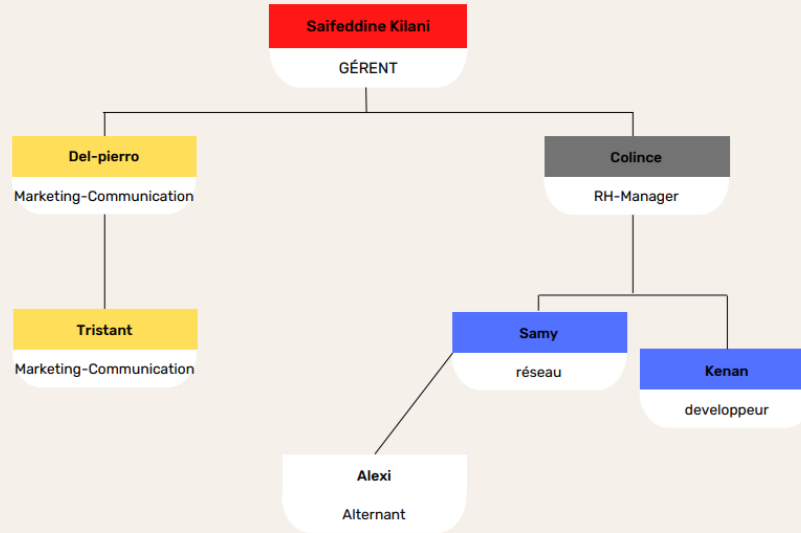 Saifeddine Kilani
GÉRENT
Del-pierro
Marketing-Communication
Colince
RH-Manager
Tristant
Marketing-Communication
Samy
réseau
Kenan
developpeur
Alexi
Alternant